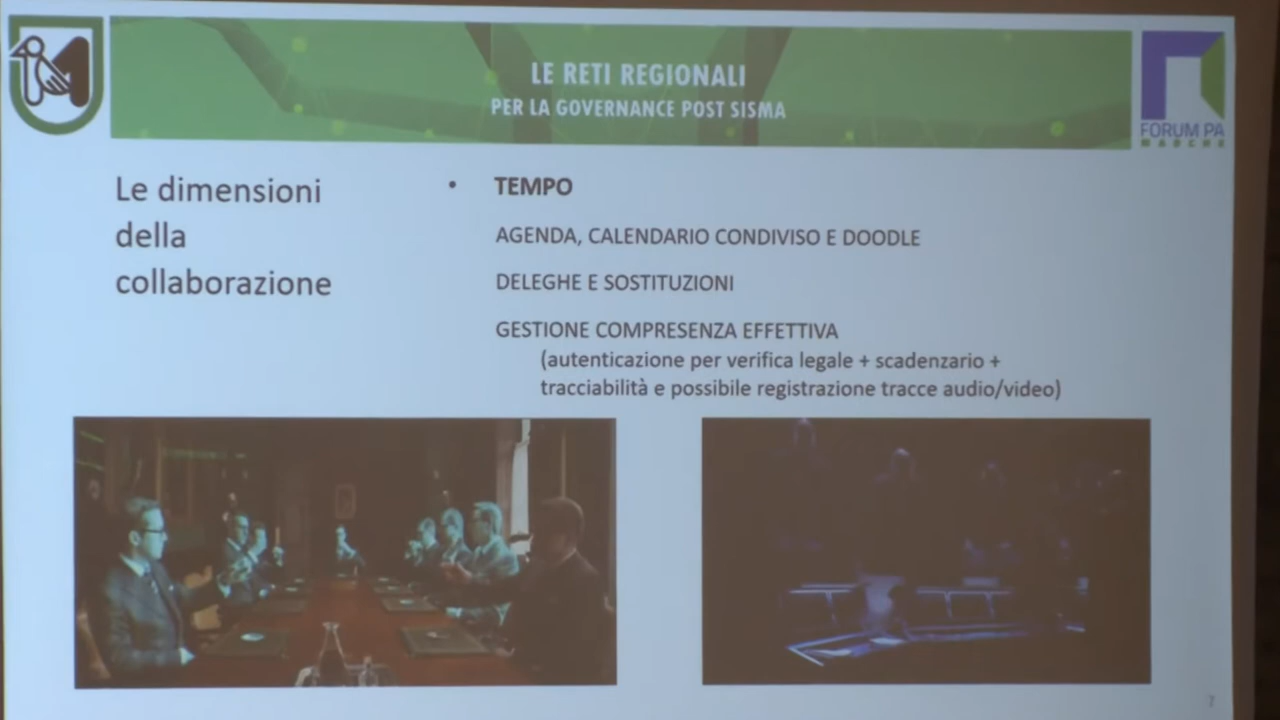 LE RETI REGIONALI
PER LA GOVERNANCE POST SISMA
FORUM PA
MARCHE
Le dimensioni
della
collaborazione
• TEMPO
AGENDA, CALENDARIO CONDIVISO E DOODLE
DELEGHE E SOSTITUZIONI
GESTIONE COMPRESENZA EFFETTIVA
(autenticazione per verifica legale + scadenzario +
tracciabilità e possibile registrazione tracce audio/video)
7